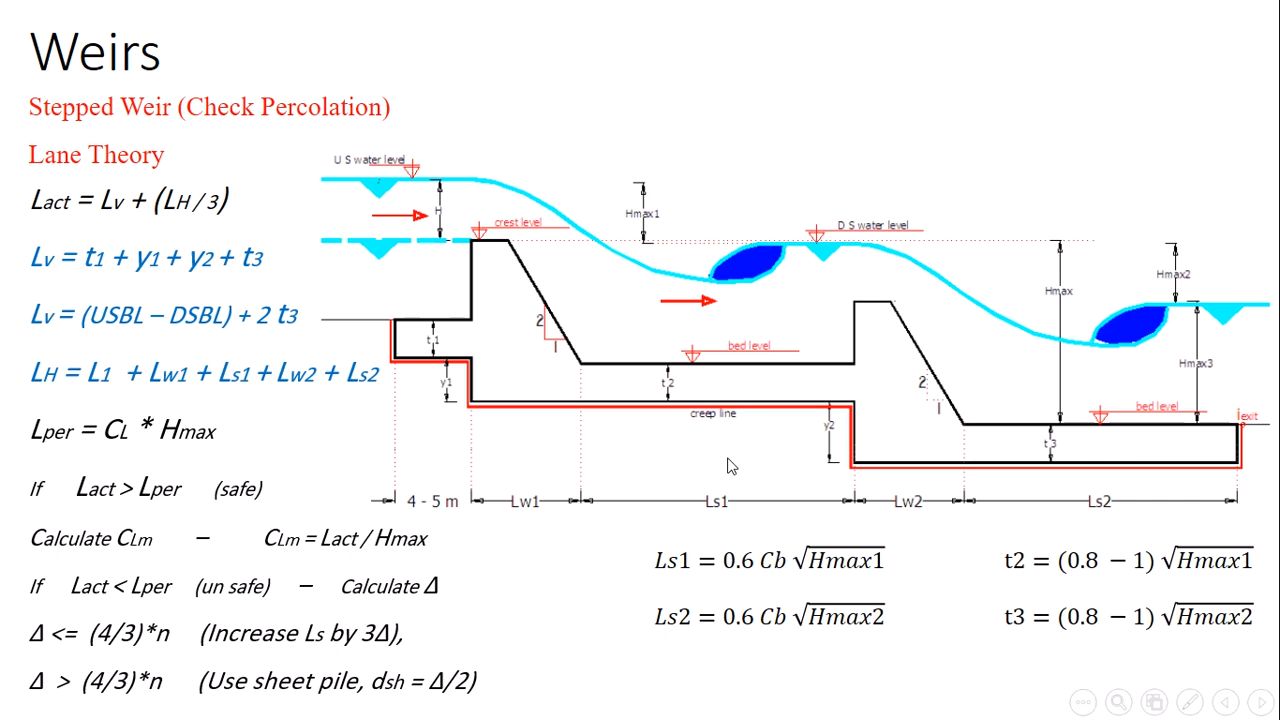 Weirs
Stepped Weir (Check Percolation)
Lane Theory
Lact = Lv + (LH / 3)
Lv = t1 + y1 + y2 + t3
Lv = (USBL – DSBL) + 2 t3
LH = L1 + Lw1 + Ls1 + Lw2 + Ls2
Lper = CL * Hmax
If Lact > Lper (safe)
Calculate CLm – CLm = Lact / Hmax
If Lact < Lper (un safe) – Calculate Δ
Δ <= (4/3)*n (Increase Ls by 3Δ),
Δ > (4/3)*n (Use sheet pile, dsh = Δ/2)
U S water level
H
crest level
Hmax1
D S water level
Hmax2
Hmax
Hmax3
2
1
t1
y1
bed level
t2
creep line
y2
2
1
bed level
iexit
t3
4 - 5 m
Lw1
Ls1
Lw2
Ls2
Ls1 = 0.6 Cb √Hmax1
t2 = (0.8 − 1) √Hmax1
Ls2 = 0.6 Cb √Hmax2
t3 = (0.8 − 1) √Hmax2